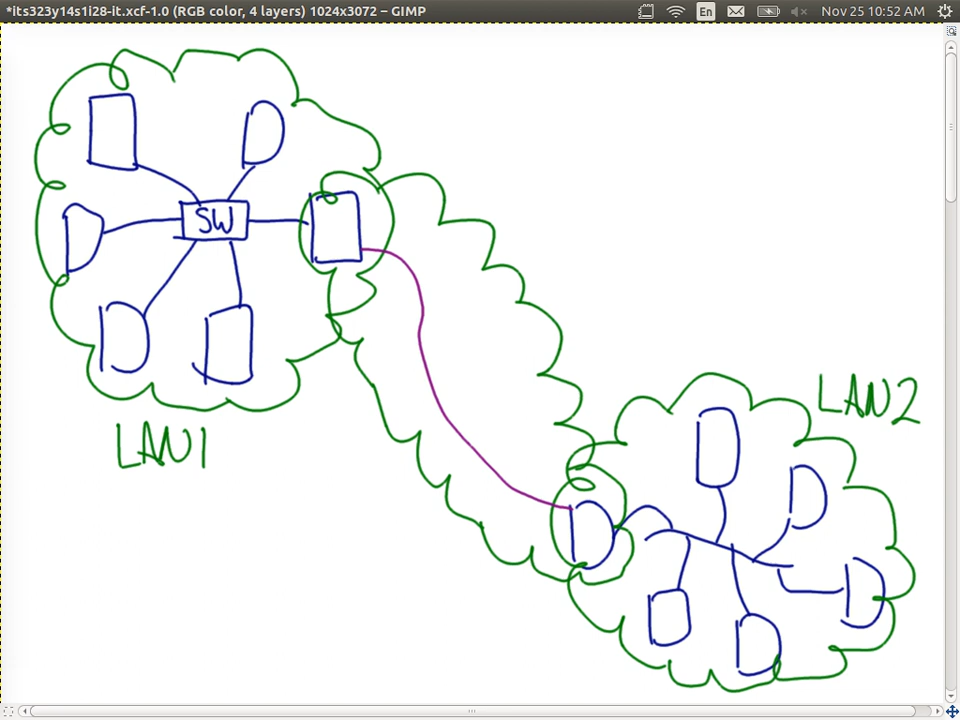 *its323y14s1l28-it.xcf-1.0 (RGB color, 4 layers) 1024x3072 – GIMP
En
Nov 25 10:52 AM
SW
LAN1
LAN2